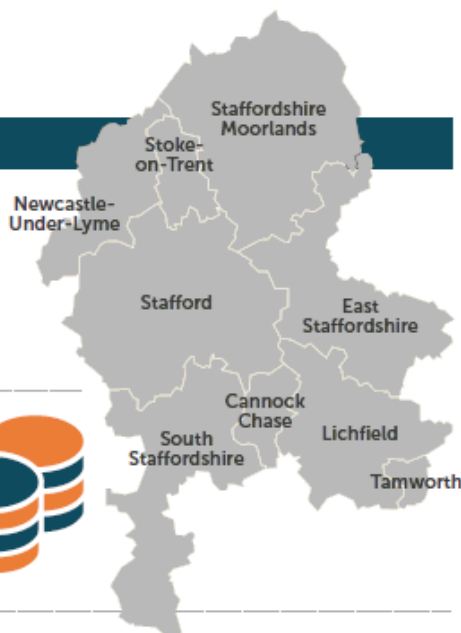 Staffordshire
Moorlands
Stoke-
on-Trent
Newcastle-
Under-Lyme
Stafford
East
Staffordshire
Cannock
Chase
Lichfield
South
Staffordshire
Tamworth